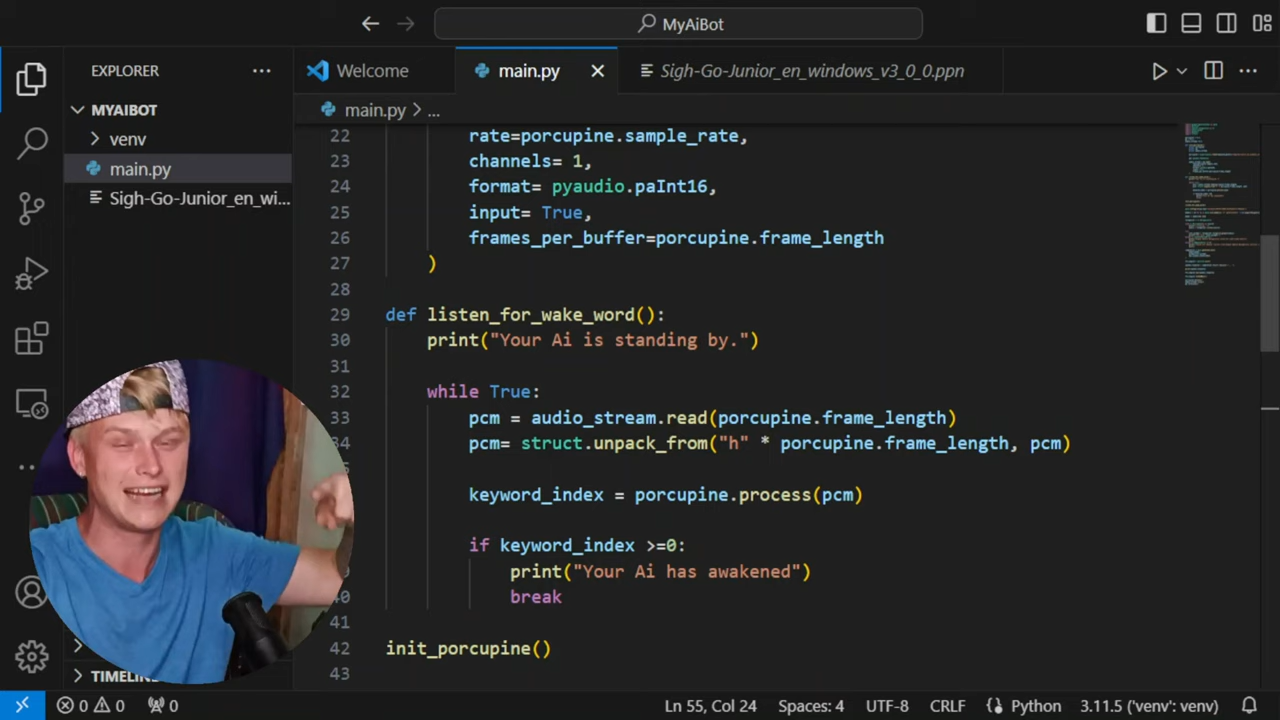 MyAiBot
EXPLORER
Welcome
main.py
Sigh-Go-Junior_en_windows_v3_0_0.ppn
MYAIBOT
main.py > ...
venv
main.py
Sigh-Go-Junior_en_wi...
22 rate=porcupine.sample_rate,
23 channels= 1,
24 format= pyaudio.paInt16,
25 input= True,
26 frames_per_buffer=porcupine.frame_length
27 )
28
29 def listen_for_wake_word():
30 print("Your Ai is standing by.")
31
32 while True:
33 pcm = audio_stream.read(porcupine.frame_length)
34 pcm= struct.unpack_from("h" * porcupine.frame_length, pcm)
keyword_index = porcupine.process(pcm)
if keyword_index >=0:
print("Your Ai has awakened")
40 break
41
42 init_porcupine()
43
TIMELINE
0 0 0
Ln 55, Col 24
Spaces: 4
UTF-8
CRLF
Python
3.11.5 ('venv': venv)